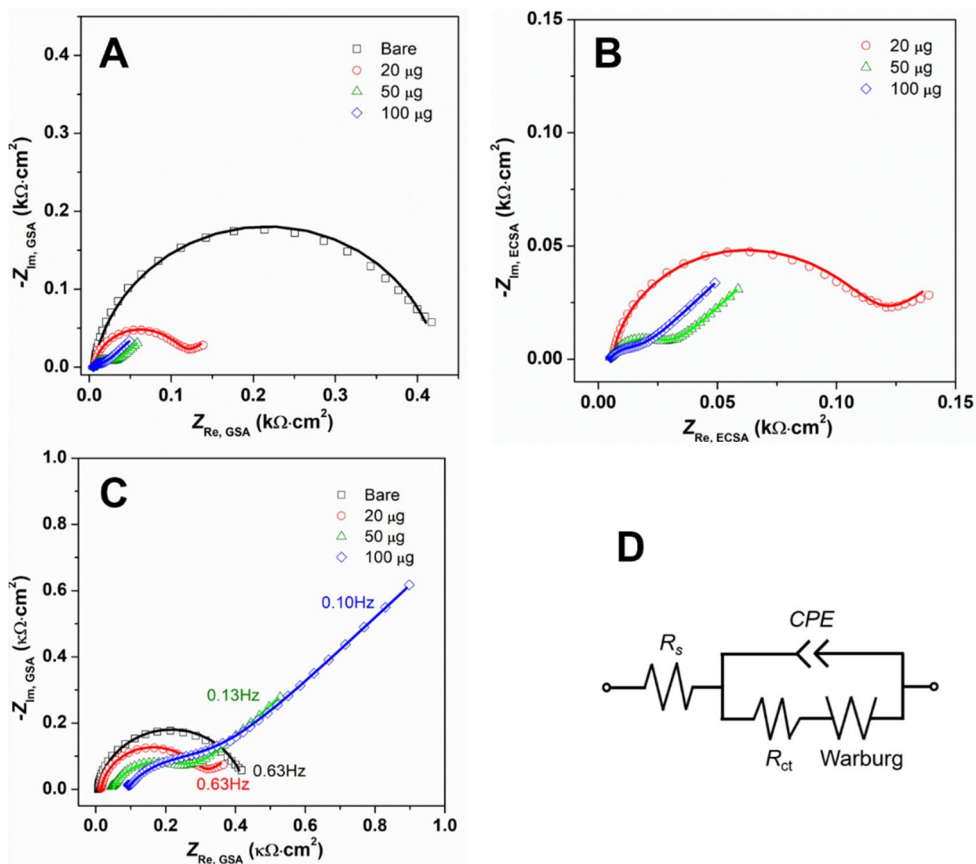 A
Bare
20 μg
50 μg
100 μg
0.4
0.3
0.2
0.1
0.0
-Z_Im, GSA (kΩ·cm²)
0.0 0.1 0.2 0.3 0.4
Z_Re, GSA (kΩ·cm²)
B
20 μg
50 μg
100 μg
0.15
0.10
0.05
0.00
-Z_Im, ECSA (kΩ·cm²)
0.00 0.05 0.10 0.15
Z_Re, ECSA (kΩ·cm²)
C
Bare
20 μg
50 μg
100 μg
1.0
0.8
0.6
0.4
0.2
0.0
-Z_Im, GSA (κΩ·cm²)
0.10Hz
0.13Hz
0.63Hz
0.63Hz
0.0 0.2 0.4 0.6 0.8 1.0
Z_Re, GSA (κΩ·cm²)
D
CPE
R_s
R_ct Warburg